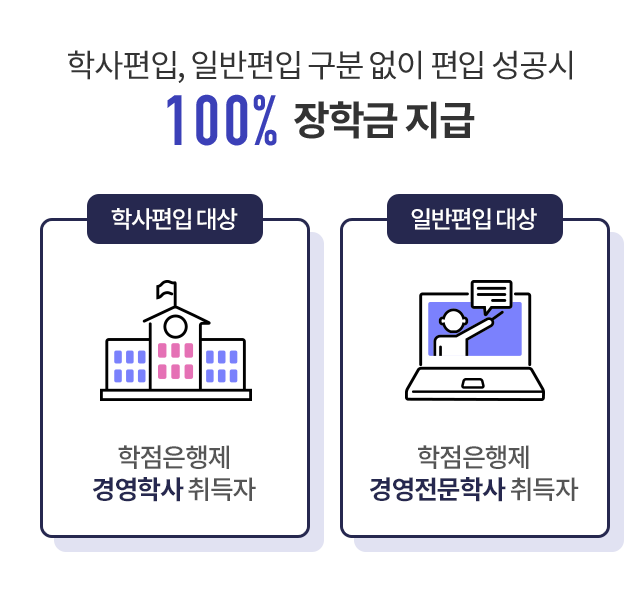 학사편입, 일반편입 구분 없이 편입 성공시
100% 장학금 지급
학사편입 대상
학점은행제
경영학사 취득자
일반편입 대상
학점은행제
경영전문학사 취득자